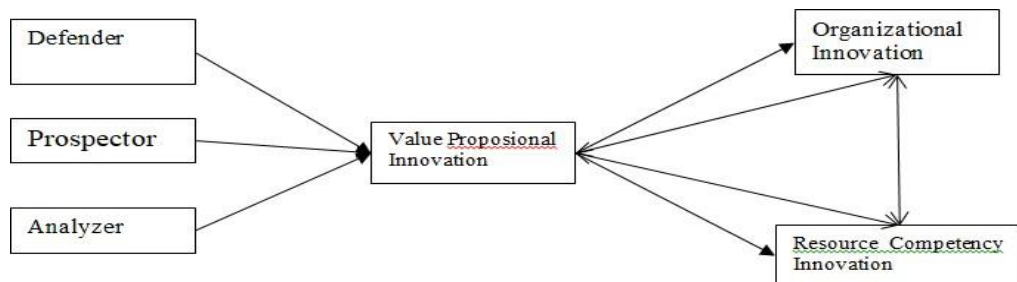 Defender
Prospector
Analyzer
Value Proposional
Innovation
Organizational
Innovation
Resource Competency
Innovation